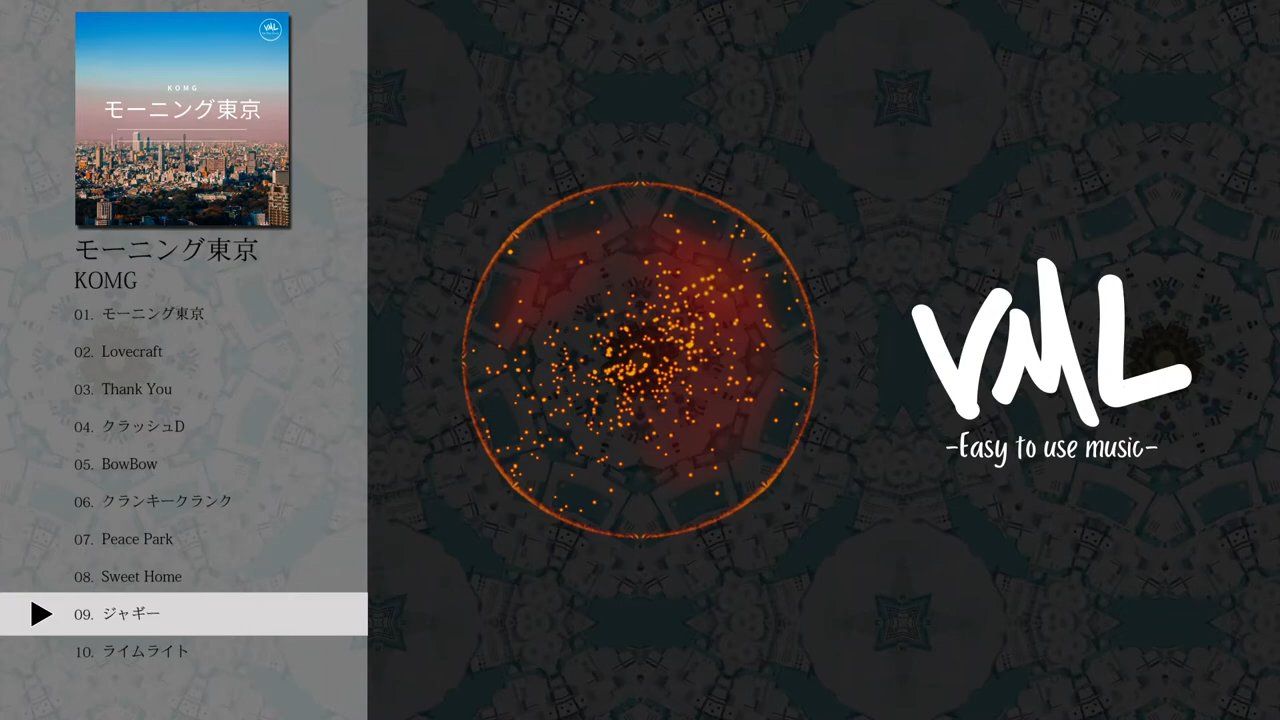 VML
KOMG
モーニング東京
モーニング東京
KOMG
01. モーニング東京
02. Lovecraft
03. Thank You
04. クラッシュD
05. BowBow
06. クランキークランク
07. Peace Park
08. Sweet Home
09. ジャギー
10. ライムライト
VML
-Easy to use music-